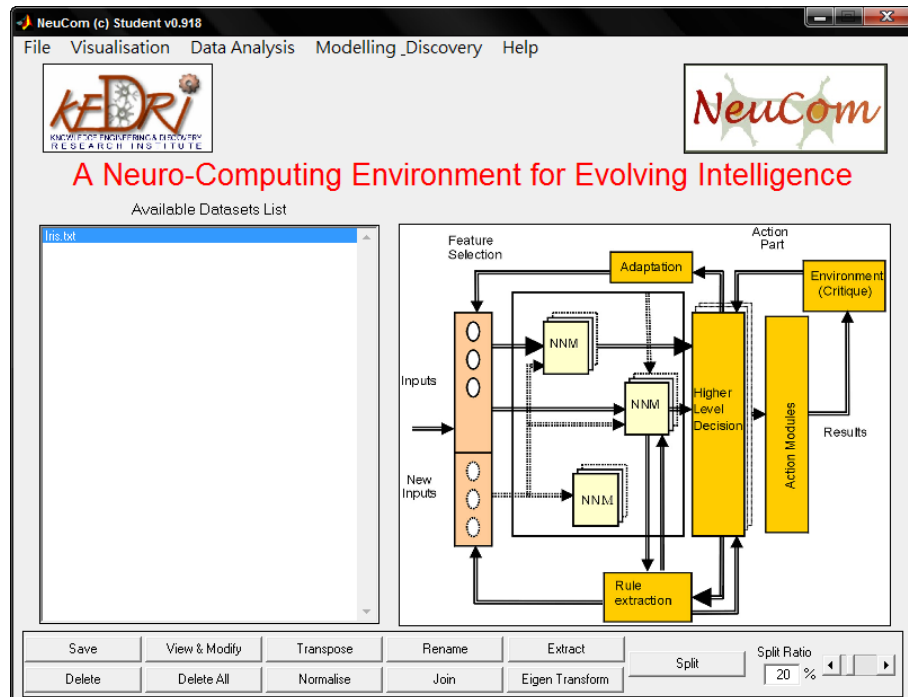 NeuCom (c) Student v0.918
File Visualisation Data Analysis Modelling _Discovery Help
KEDRI
KNOWLEDGE ENGINEERING & DISCOVERY
RESEARCH INSTITUTE
NeuCom
A Neuro-Computing Environment for Evolving Intelligence
Available Datasets List
Iris.txt
Feature
Selection
Adaptation
Action
Part
Environment
(Critique)
NNM
Inputs
NNM
Higher
Level
Decision
Action Modules
Results
New
Inputs
NNM
Rule
extraction
Save View & Modify Transpose Rename Extract
Split
Split Ratio
20 %
Delete Delete All Normalise Join Eigen Transform